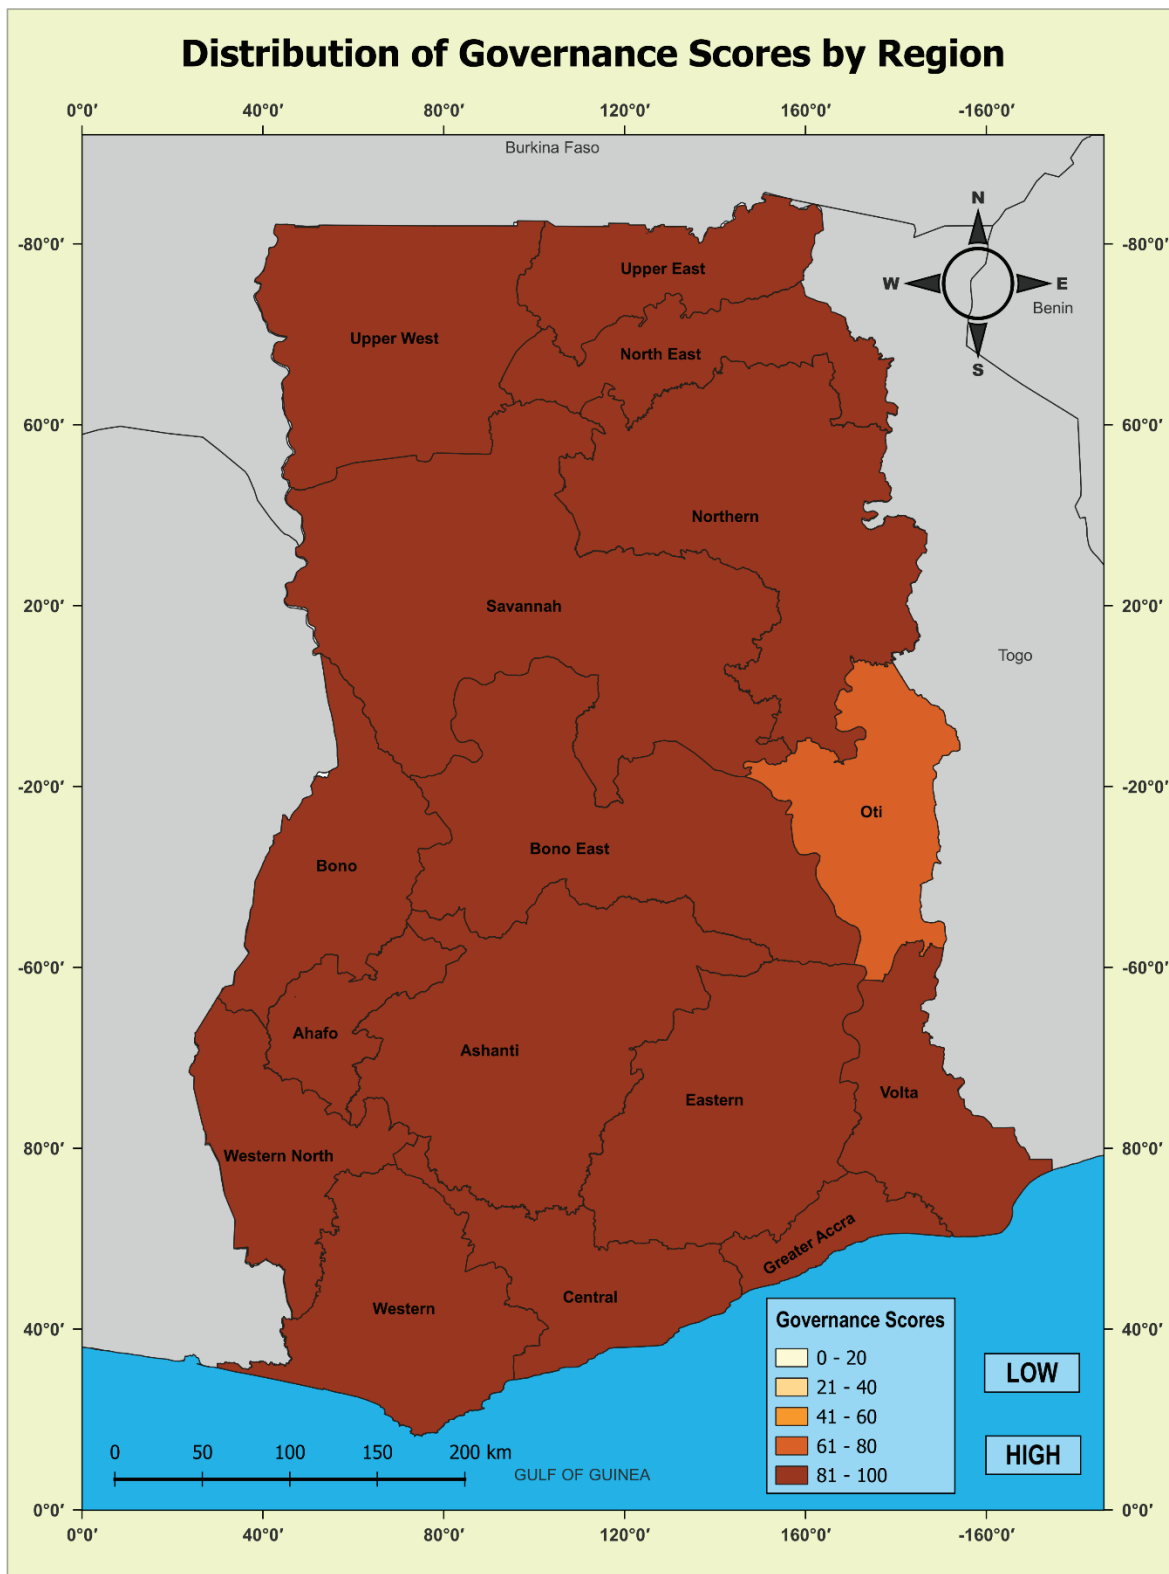 Distribution of Governance Scores by Region
0°0′ 40°0′ 80°0′ 120°0′ 160°0′ -160°0′
Burkina Faso
N
-80°0′ -80°0′
Upper East
W E
Benin
Upper West
North East
S
60°0′ 60°0′
Northern
20°0′ 20°0′
Savannah
Togo
-20°0′ -20°0′
Oti
Bono East
Bono
-60°0′ -60°0′
Ahafo
Ashanti
Volta
Eastern
80°0′ 80°0′
Western North
Greater Accra
Central
Western
40°0′ 40°0′
Governance Scores
0 - 20
21 - 40
41 - 60
61 - 80
81 - 100
LOW
HIGH
0 50 100 150 200 km
GULF OF GUINEA
0°0′ 0°0′
0°0′ 40°0′ 80°0′ 120°0′ 160°0′ -160°0′